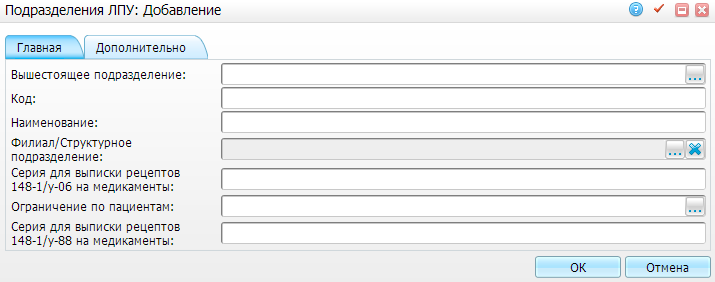 Подразделения ЛПУ: Добавление
Главная
Дополнительно
Вышестоящее подразделение:
...
Код:
Наименование:
Филиал/Структурное
подразделение:
...
Серия для выписки рецептов
148-1/у-06 на медикаменты:
Ограничение по пациентам:
...
Серия для выписки рецептов
148-1/у-88 на медикаменты:
ОК
Отмена